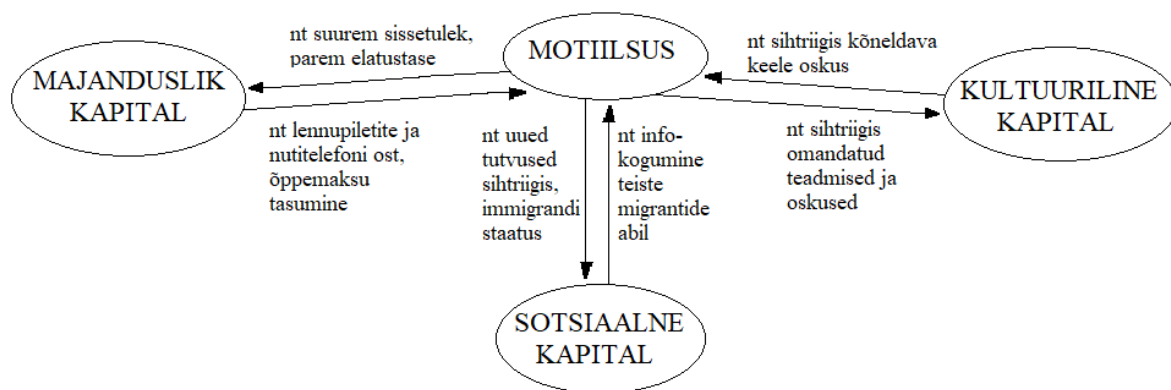 nt suurem sissetulek,
parem elatustase
MOTIILSUS
nt sihtriigis kõneldava
keele oskus
MAJANDUSLIK
KAPITAL
KULTUURILINE
KAPITAL
nt lennupiletite ja
nutitelefoni ost,
õppemaksu
tasumine
nt uued
tutvused
sihtriigis,
immigrandi
staatus
nt info-
kogumine
teiste
migrantide
abil
nt sihtriigis
omandatud
teadmised ja
oskused
SOTSIAALNE
KAPITAL